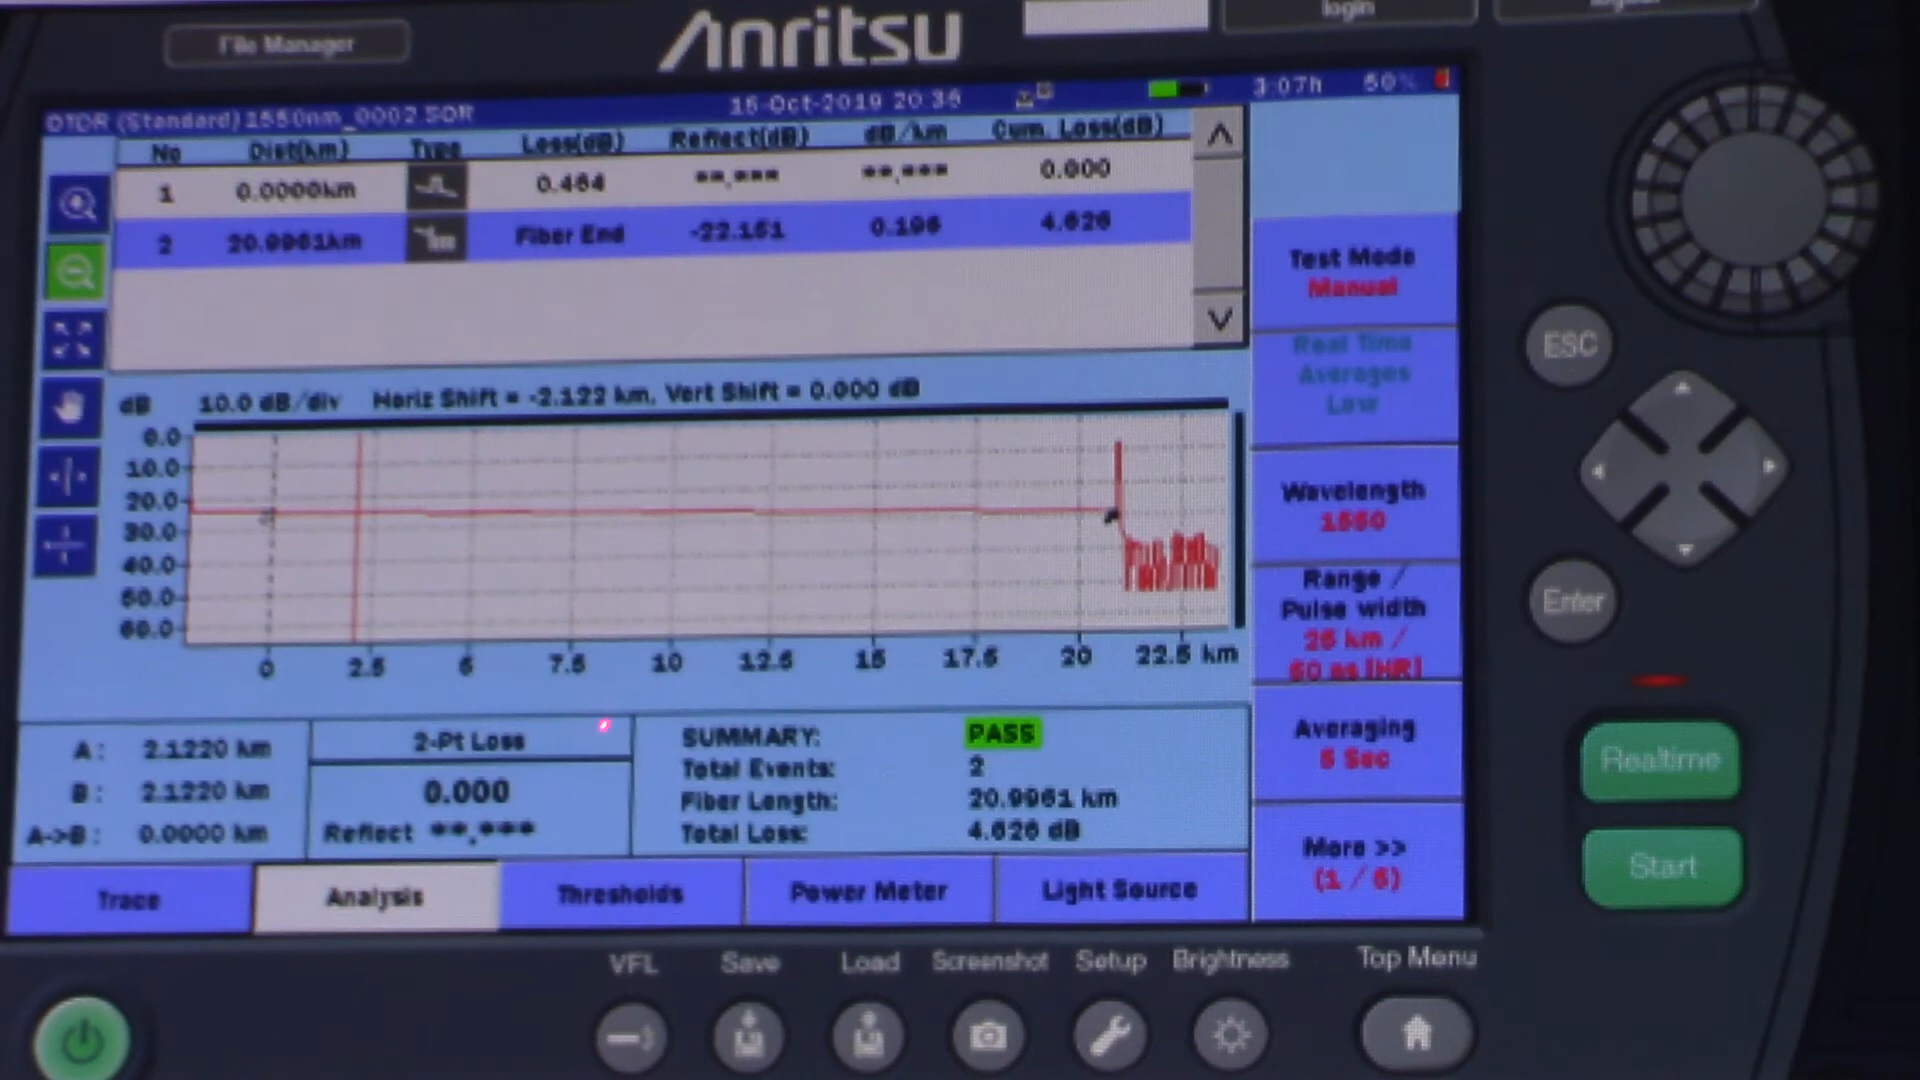 File Manager
Anritsu
login
OTDR (Standard) 1550nm_0002.SOR 15-Oct-2019 20:35 3:07h 50%
No Dist(km) Type Loss(dB) Reflect(dB) dB/km Cum. Loss(dB)
1 0.0000km 0.464 **.*** **.*** 0.000
2 20.9961km Fiber End -22.151 0.196 4.626
dB 10.0 dB/div Horiz Shift = -2.122 km, Vert Shift = 0.000 dB
0.0
10.0
20.0
30.0
40.0
50.0
60.0
0 2.5 5 7.5 10 12.5 15 17.5 20 22.5 km
A: 2.1220 km
B: 2.1220 km
A->B: 0.0000 km
2-Pt Loss
0.000
Reflect **.***
SUMMARY: PASS
Total Events: 2
Fiber Length: 20.9961 km
Total Loss: 4.626 dB
Trace Analysis Thresholds Power Meter Light Source
Test Mode
Manual
Real Time
Averages
Low
Wavelength
1550
Range /
Pulse width
25 km /
50 ns [HR]
Averaging
5 Sec
More >>
(1 / 6)
ESC
Enter
Realtime
Start
VFL Save Load Screenshot Setup Brightness Top Menu